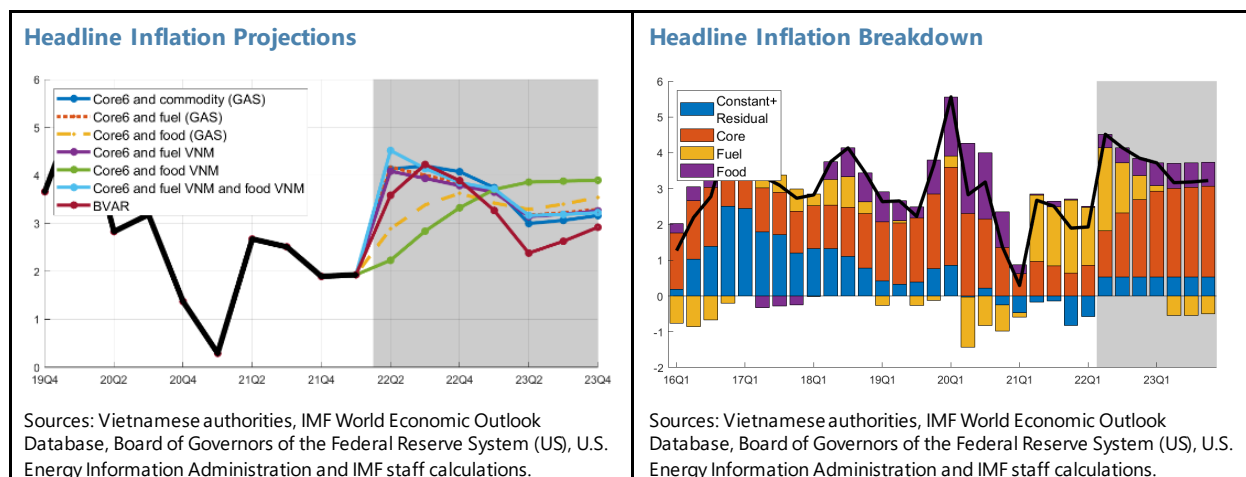 Headline Inflation Projections
6
5
4
3
2
1
0
Core6 and commodity (GAS)
Core6 and fuel (GAS)
Core6 and food (GAS)
Core6 and fuel VNM
Core6 and food VNM
Core6 and fuel VNM and food VNM
BVAR
19Q4 20Q2 20Q4 21Q2 21Q4 22Q2 22Q4 23Q2 23Q4
Sources: Vietnamese authorities, IMF World Economic Outlook
Database, Board of Governors of the Federal Reserve System (US), U.S.
Energy Information Administration and IMF staff calculations.
Headline Inflation Breakdown
6
5
4
3
2
1
0
-1
-2
Constant+
Residual
Core
Fuel
Food
16Q1 17Q1 18Q1 19Q1 20Q1 21Q1 22Q1 23Q1
Sources: Vietnamese authorities, IMF World Economic Outlook
Database, Board of Governors of the Federal Reserve System (US), U.S.
Energy Information Administration and IMF staff calculations.